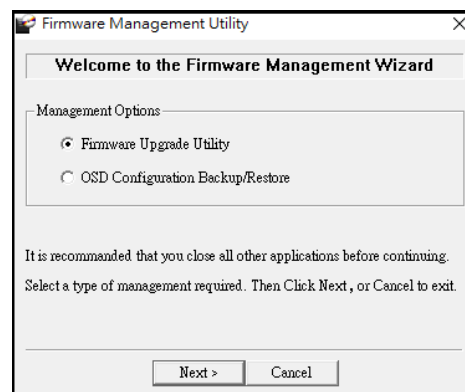 Firmware Management Utility
Welcome to the Firmware Management Wizard
Management Options
Firmware Upgrade Utility
OSD Configuration Backup/Restore
It is recommanded that you close all other applications before continuing.
Select a type of management required. Then Click Next , or Cancel to exit.
Next >
Cancel